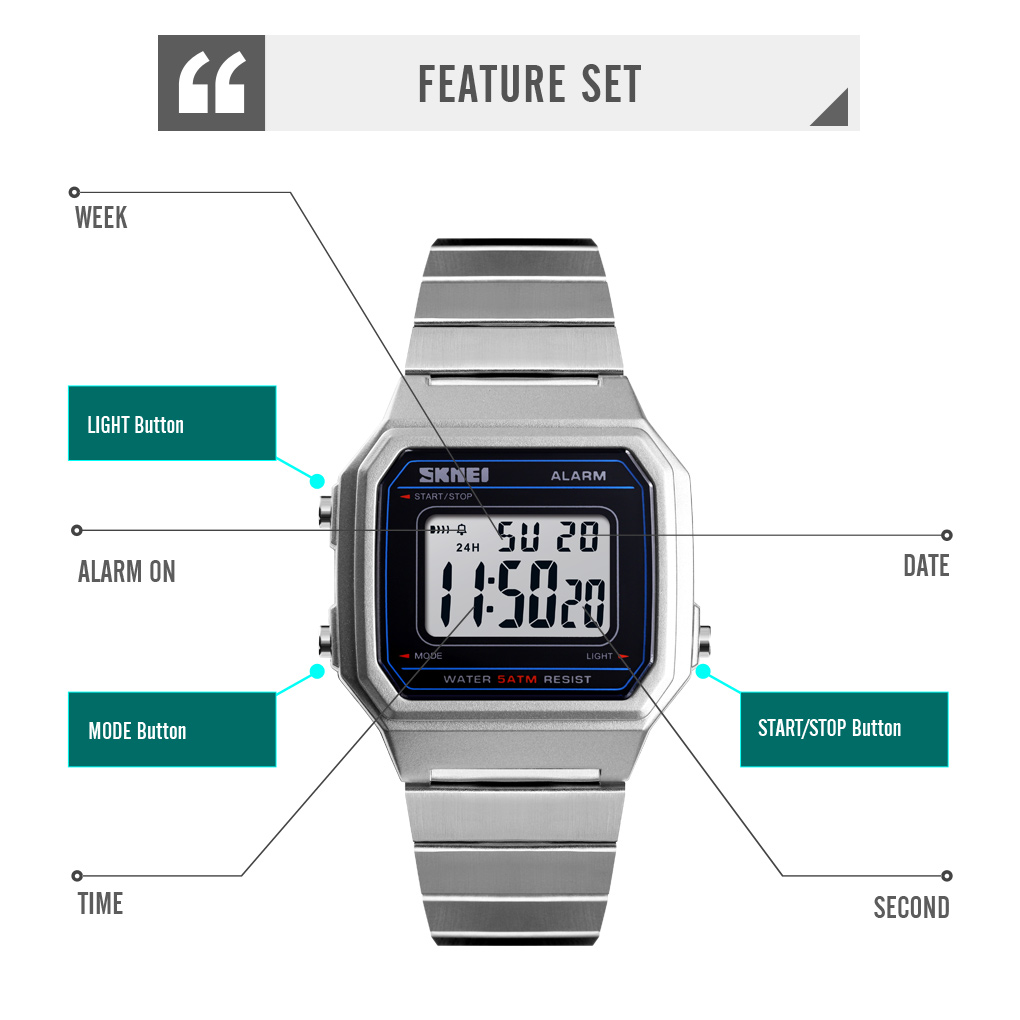 FEATURE SET
WEEK
LIGHT Button
SKMEI
ALARM
START/STOP
SU 20
24H
11:50 20
ALARM ON
DATE
MODE
LIGHT
WATER 5ATM RESIST
MODE Button
START/STOP Button
TIME
SECOND